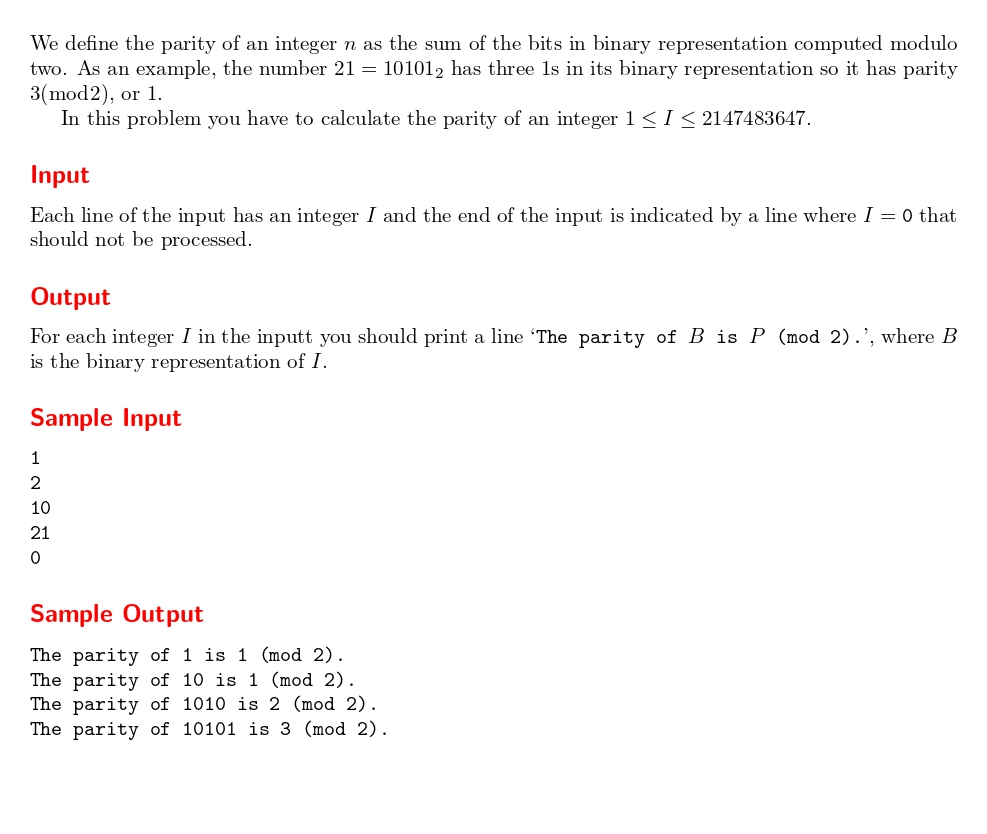 We define the parity of an integer n as the sum of the bits in binary representation computed modulo
two. As an example, the number 21 = 10101₂ has three 1s in its binary representation so it has parity
3(mod2), or 1.
In this problem you have to calculate the parity of an integer 1 ≤ I ≤ 2147483647.
Input
Each line of the input has an integer I and the end of the input is indicated by a line where I = 0 that
should not be processed.
Output
For each integer I in the inputt you should print a line ‘The parity of B is P (mod 2).’, where B
is the binary representation of I.
Sample Input
1
2
10
21
0
Sample Output
The parity of 1 is 1 (mod 2).
The parity of 10 is 1 (mod 2).
The parity of 1010 is 2 (mod 2).
The parity of 10101 is 3 (mod 2).